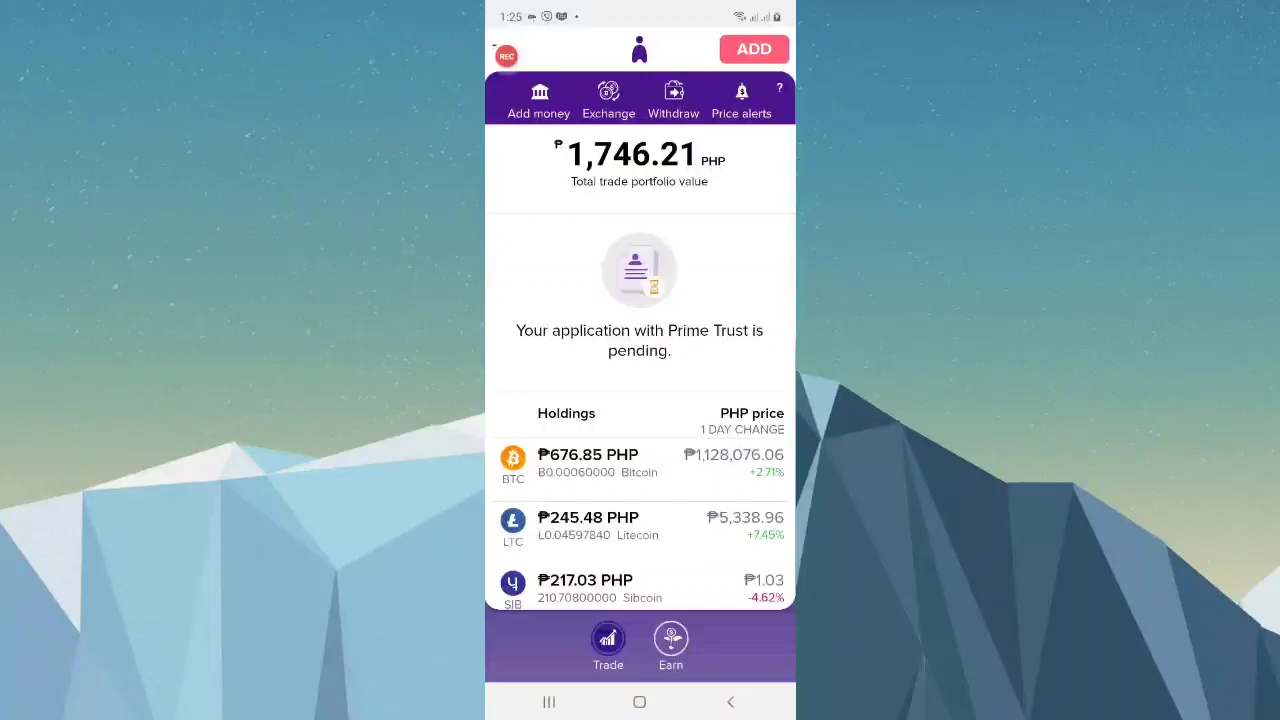 1:25
REC
ADD
Add money Exchange Withdraw Price alerts ?
₱ 1,746.21 PHP
Total trade portfolio value
Your application with Prime Trust is
pending.
Holdings PHP price
1 DAY CHANGE
₱676.85 PHP ₱1,128,076.06
BTC Ƀ0.00060000 Bitcoin +2.71%
₱245.48 PHP ₱5,338.96
LTC Ł0.04597840 Litecoin +7.45%
₱217.03 PHP ₱1.03
SIB 210.70800000 Sibcoin -4.62%
Trade Earn